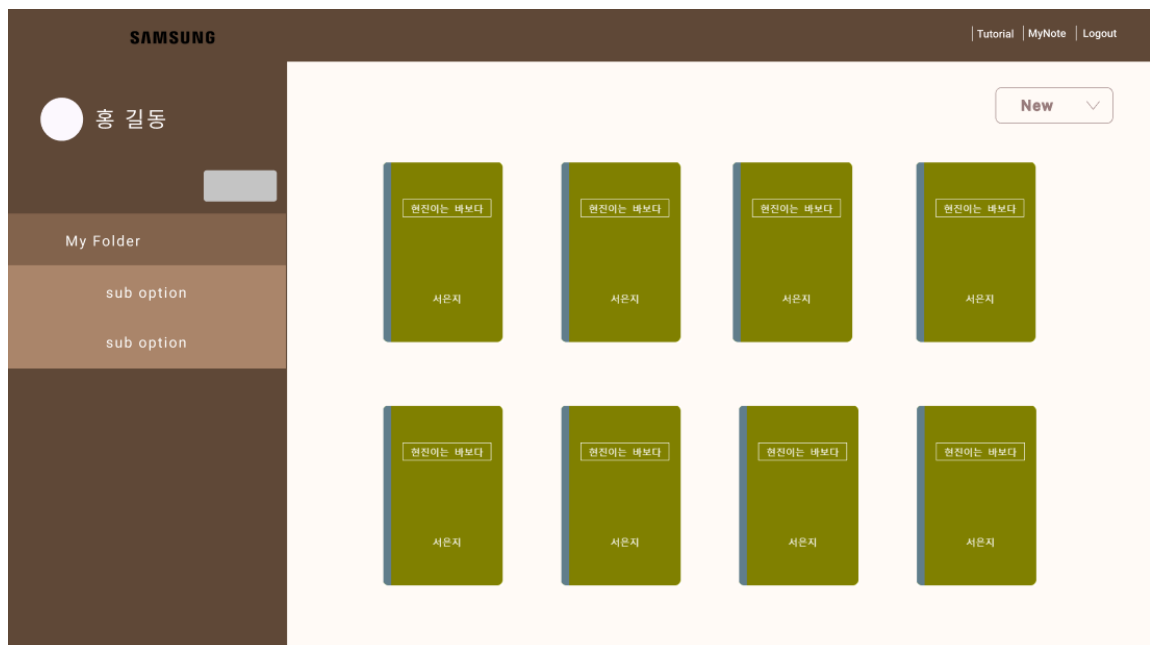 SAMSUNG
Tutorial
MyNote
Logout
홍 길동
My Folder
sub option
sub option
New
현진이는 바보다
현진이는 바보다
현진이는 바보다
현진이는 바보다
서은지
서은지
서은지
서은지
현진이는 바보다
현진이는 바보다
현진이는 바보다
현진이는 바보다
서은지
서은지
서은지
서은지